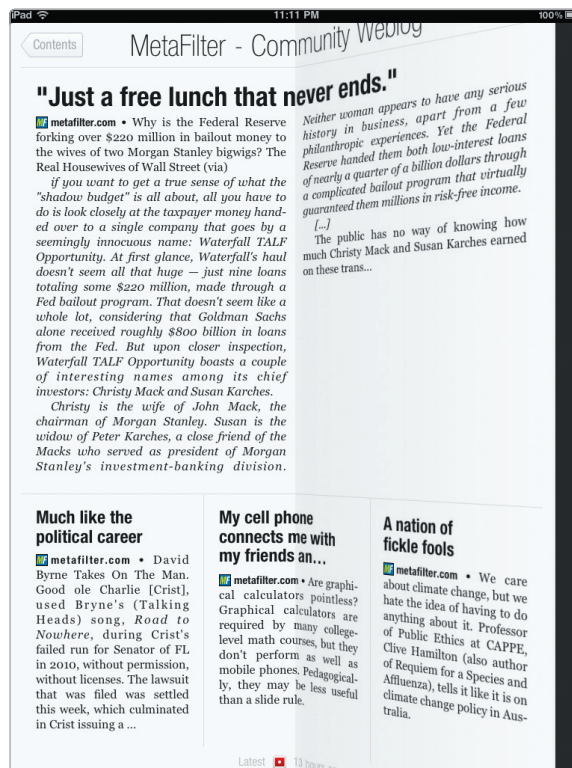 iPad
11:11 PM
100%
Contents
MetaFilter - Community Weblog
"Just a free lunch that never ends."
metafilter.com • Why is the Federal Reserve
forking over $220 million in bailout money to
the wives of two Morgan Stanley bigwigs? The
Real Housewives of Wall Street (via)
if you want to get a true sense of what the
"shadow budget" is all about, all you have to
do is look closely at the taxpayer money hand-
ed over to a single company that goes by a
seemingly innocuous name: Waterfall TALF
Opportunity. At first glance, Waterfall's haul
doesn't seem all that huge — just nine loans
totaling some $220 million, made through a
Fed bailout program. That doesn't seem like a
whole lot, considering that Goldman Sachs
alone received roughly $800 billion in loans
from the Fed. But upon closer inspection,
Waterfall TALF Opportunity boasts a couple
of interesting names among its chief
investors: Christy Mack and Susan Karches.
Christy is the wife of John Mack, the
chairman of Morgan Stanley. Susan is the
widow of Peter Karches, a close friend of the
Macks who served as president of Morgan
Stanley's investment-banking division.
Neither woman appears to have any serious
history in business, apart from a few
philanthropic experiences. Yet the Federal
Reserve handed them both low-interest loans
of nearly a quarter of a billion dollars through
a complicated bailout program that virtually
guaranteed them millions in risk-free income.
[...]
The public has no way of knowing how
much Christy Mack and Susan Karches earned
on these trans...
Much like the
political career
metafilter.com • David
Byrne Takes On The Man.
Good ole Charlie [Crist],
used Bryne's (Talking
Heads) song, Road to
Nowhere, during Crist's
failed run for Senator of FL
in 2010, without permission,
without licenses. The lawsuit
that was filed was settled
this week, which culminated
in Crist issuing a ...
My cell phone
connects me with
my friends an...
metafilter.com • Are graphi-
cal calculators pointless?
Graphical calculators are
required by many college-
level math courses, but they
don't perform as well as
mobile phones. Pedagogical-
ly, they may be less useful
than a slide rule.
A nation of
fickle fools
metafilter.com • We care
about climate change, but we
hate the idea of having to do
anything about it. Professor
of Public Ethics at CAPPE,
Clive Hamilton (also author
of Requiem for a Species and
Affluenza), tells it like it is on
climate change policy in Aus-
tralia.
Latest
13 hours